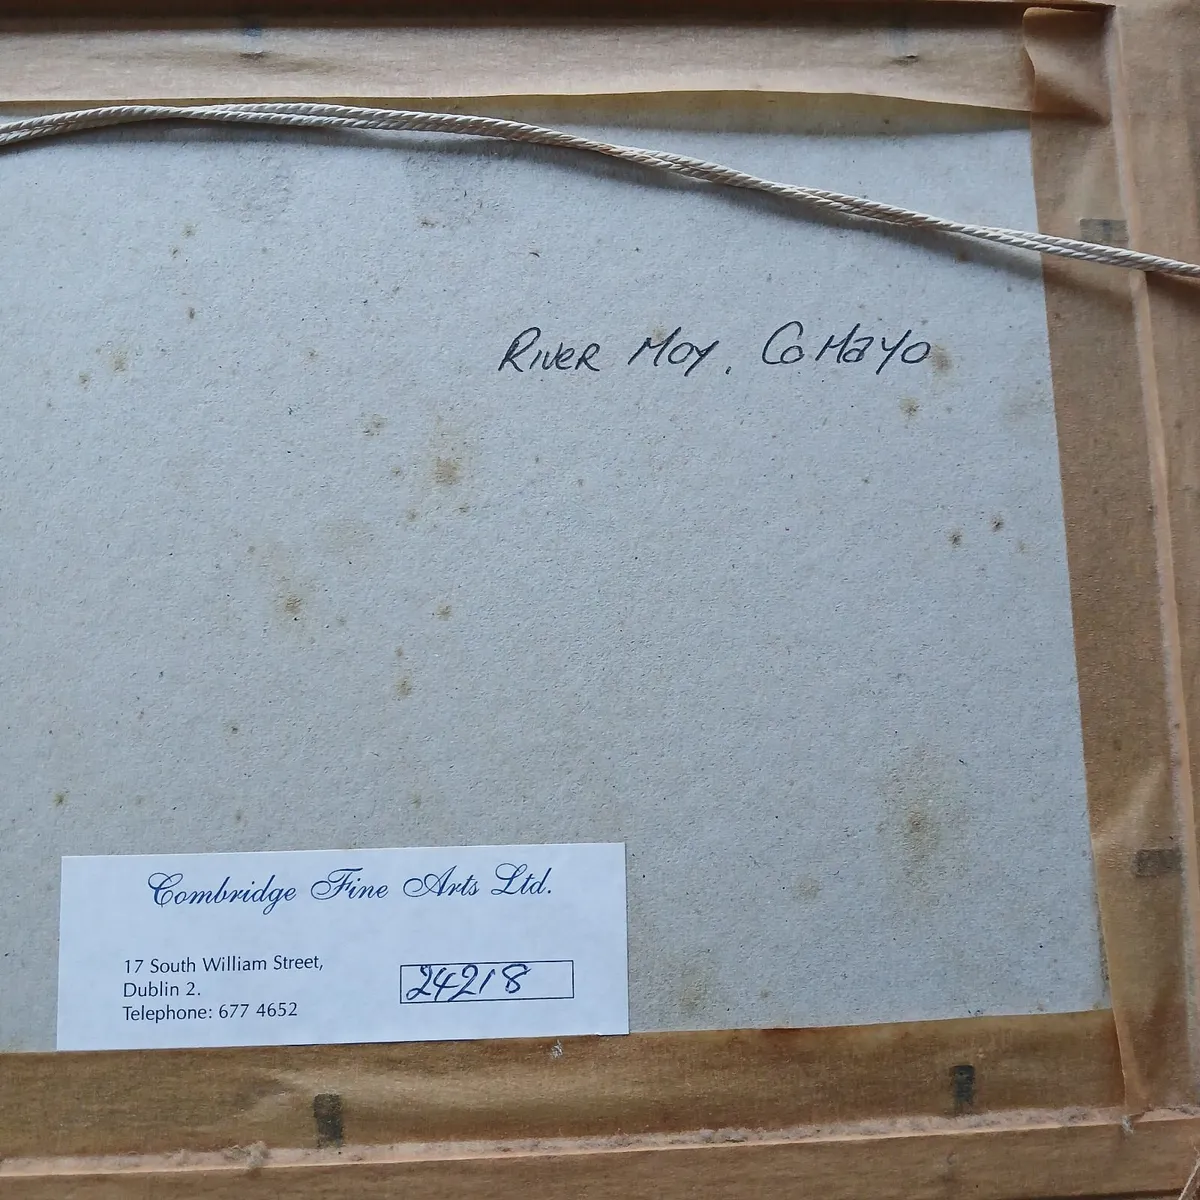 River Moy, Co Mayo
Combridge Fine Arts Ltd.
17 South William Street,
Dublin 2.
Telephone: 677 4652
24218